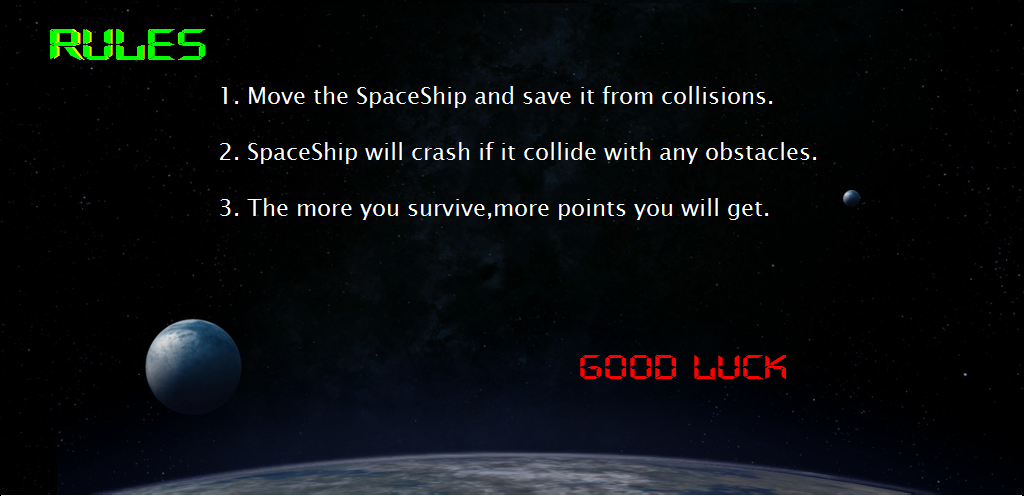 RULES
1. Move the SpaceShip and save it from collisions.
2. SpaceShip will crash if it collide with any obstacles.
3. The more you survive,more points you will get.
GOOD LUCK